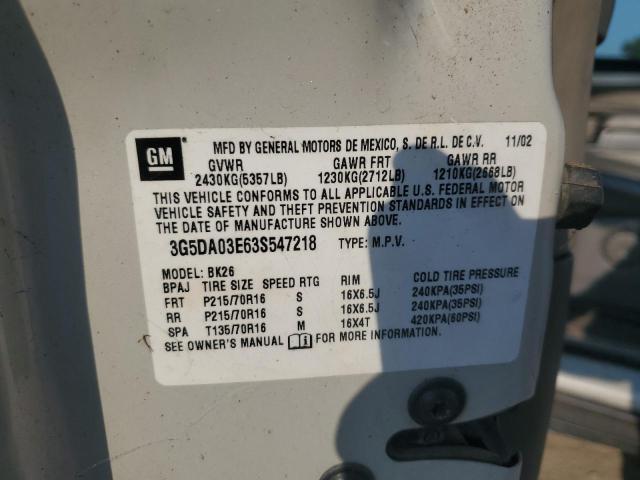 GM
MFD BY GENERAL MOTORS DE MEXICO, S. DE R.L. DE C.V. 11/02
GVWR GAWR FRT GAWR RR
2430KG(5357LB) 1230KG(2712LB) 1210KG(2668LB)
THIS VEHICLE CONFORMS TO ALL APPLICABLE U.S. FEDERAL MOTOR
VEHICLE SAFETY AND THEFT PREVENTION STANDARDS IN EFFECT ON
THE DATE OF MANUFACTURE SHOWN ABOVE.
3G5DA03E63S547218 TYPE: M.P.V.
MODEL: BK26
BPAJ TIRE SIZE SPEED RTG RIM COLD TIRE PRESSURE
FRT P215/70R16 S 16X6.5J 240KPA(35PSI)
RR P215/70R16 S 16X6.5J 240KPA(35PSI)
SPA T135/70R16 M 16X4T 420KPA(60PSI)
SEE OWNER'S MANUAL FOR MORE INFORMATION.